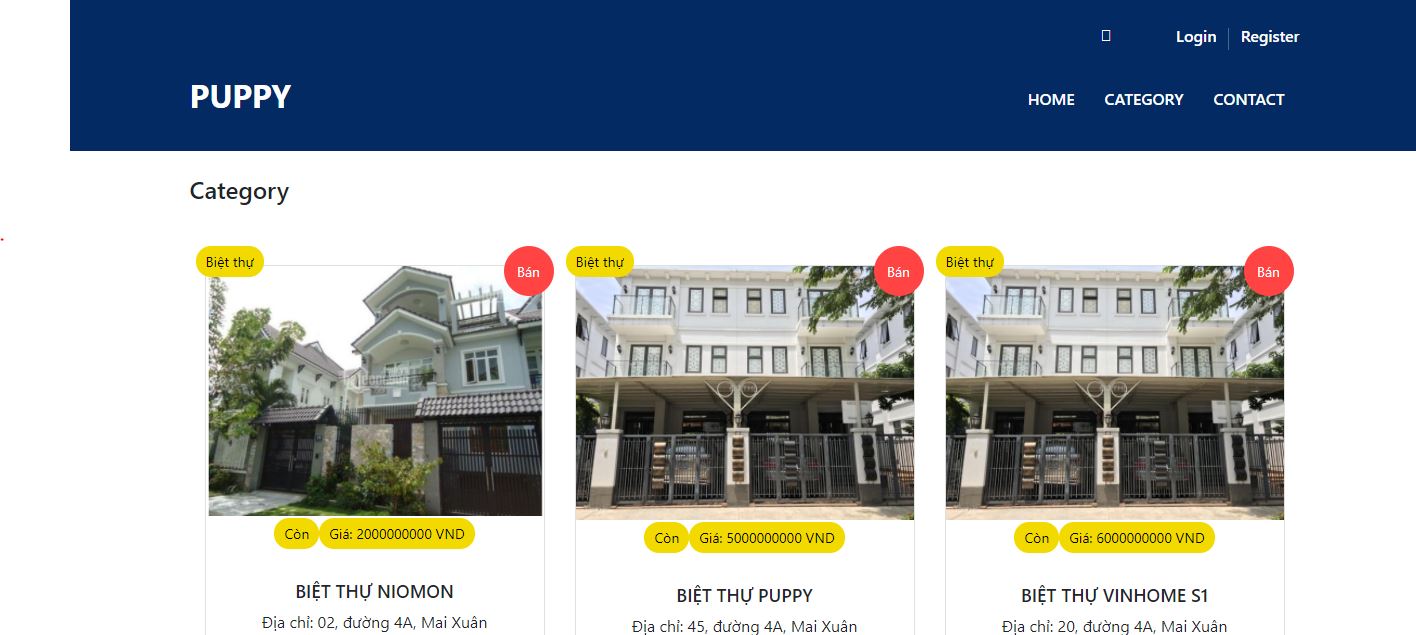 Login Register
PUPPY
HOME CATEGORY CONTACT
Category
Biệt thự Bán Biệt thự Bán Biệt thự Bán
Còn Giá: 2000000000 VND
Còn Giá: 5000000000 VND
Còn Giá: 6000000000 VND
BIỆT THỰ NIOMON
BIỆT THỰ PUPPY
BIỆT THỰ VINHOME S1
Địa chỉ: 02, đường 4A, Mai Xuân
Địa chỉ: 45, đường 4A, Mai Xuân
Địa chỉ: 20, đường 4A, Mai Xuân